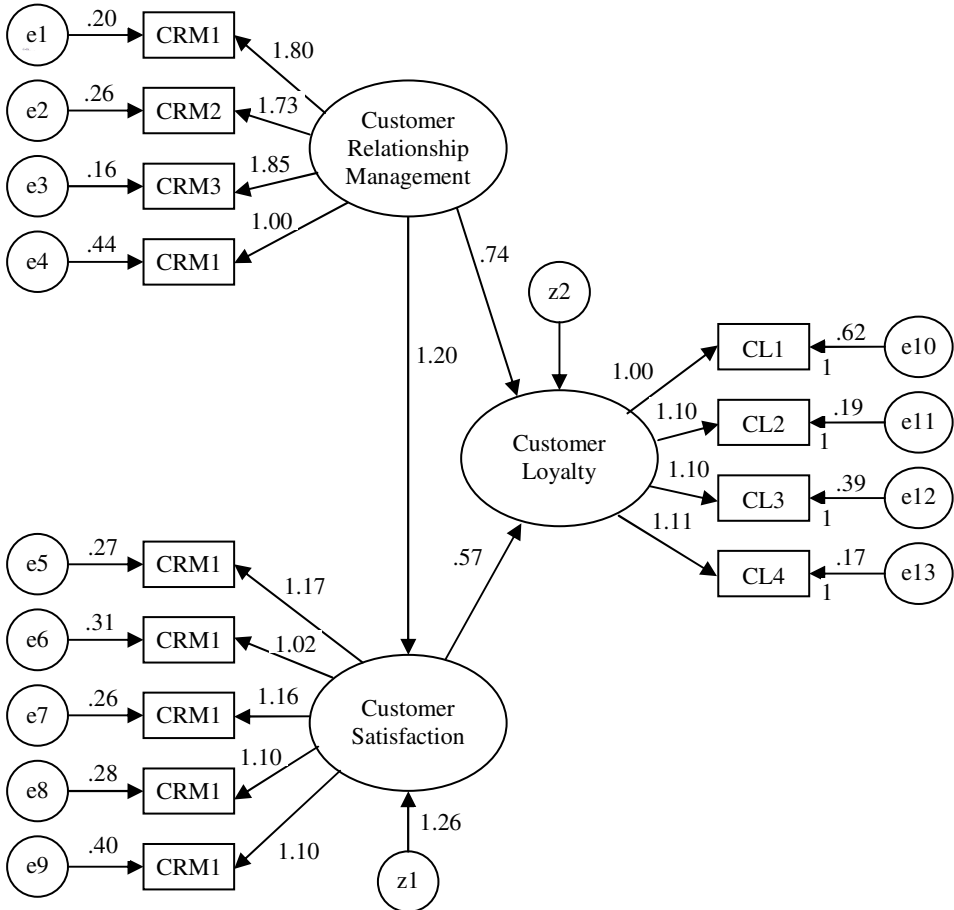 e1
.20
CRM1
1.80
e2
.26
CRM2
1.73
e3
.16
CRM3
1.85
e4
.44
CRM1
1.00
Customer
Relationship
Management
.74
z2
1.20
CL1
.62
1
e10
1.00
CL2
.19
1
e11
1.10
Customer
Loyalty
CL3
.39
1
e12
1.10
CL4
.17
1
e13
1.11
.57
e5
.27
CRM1
1.17
e6
.31
CRM1
1.02
e7
.26
CRM1
1.16
e8
.28
CRM1
1.10
e9
.40
CRM1
1.10
Customer
Satisfaction
1.26
z1